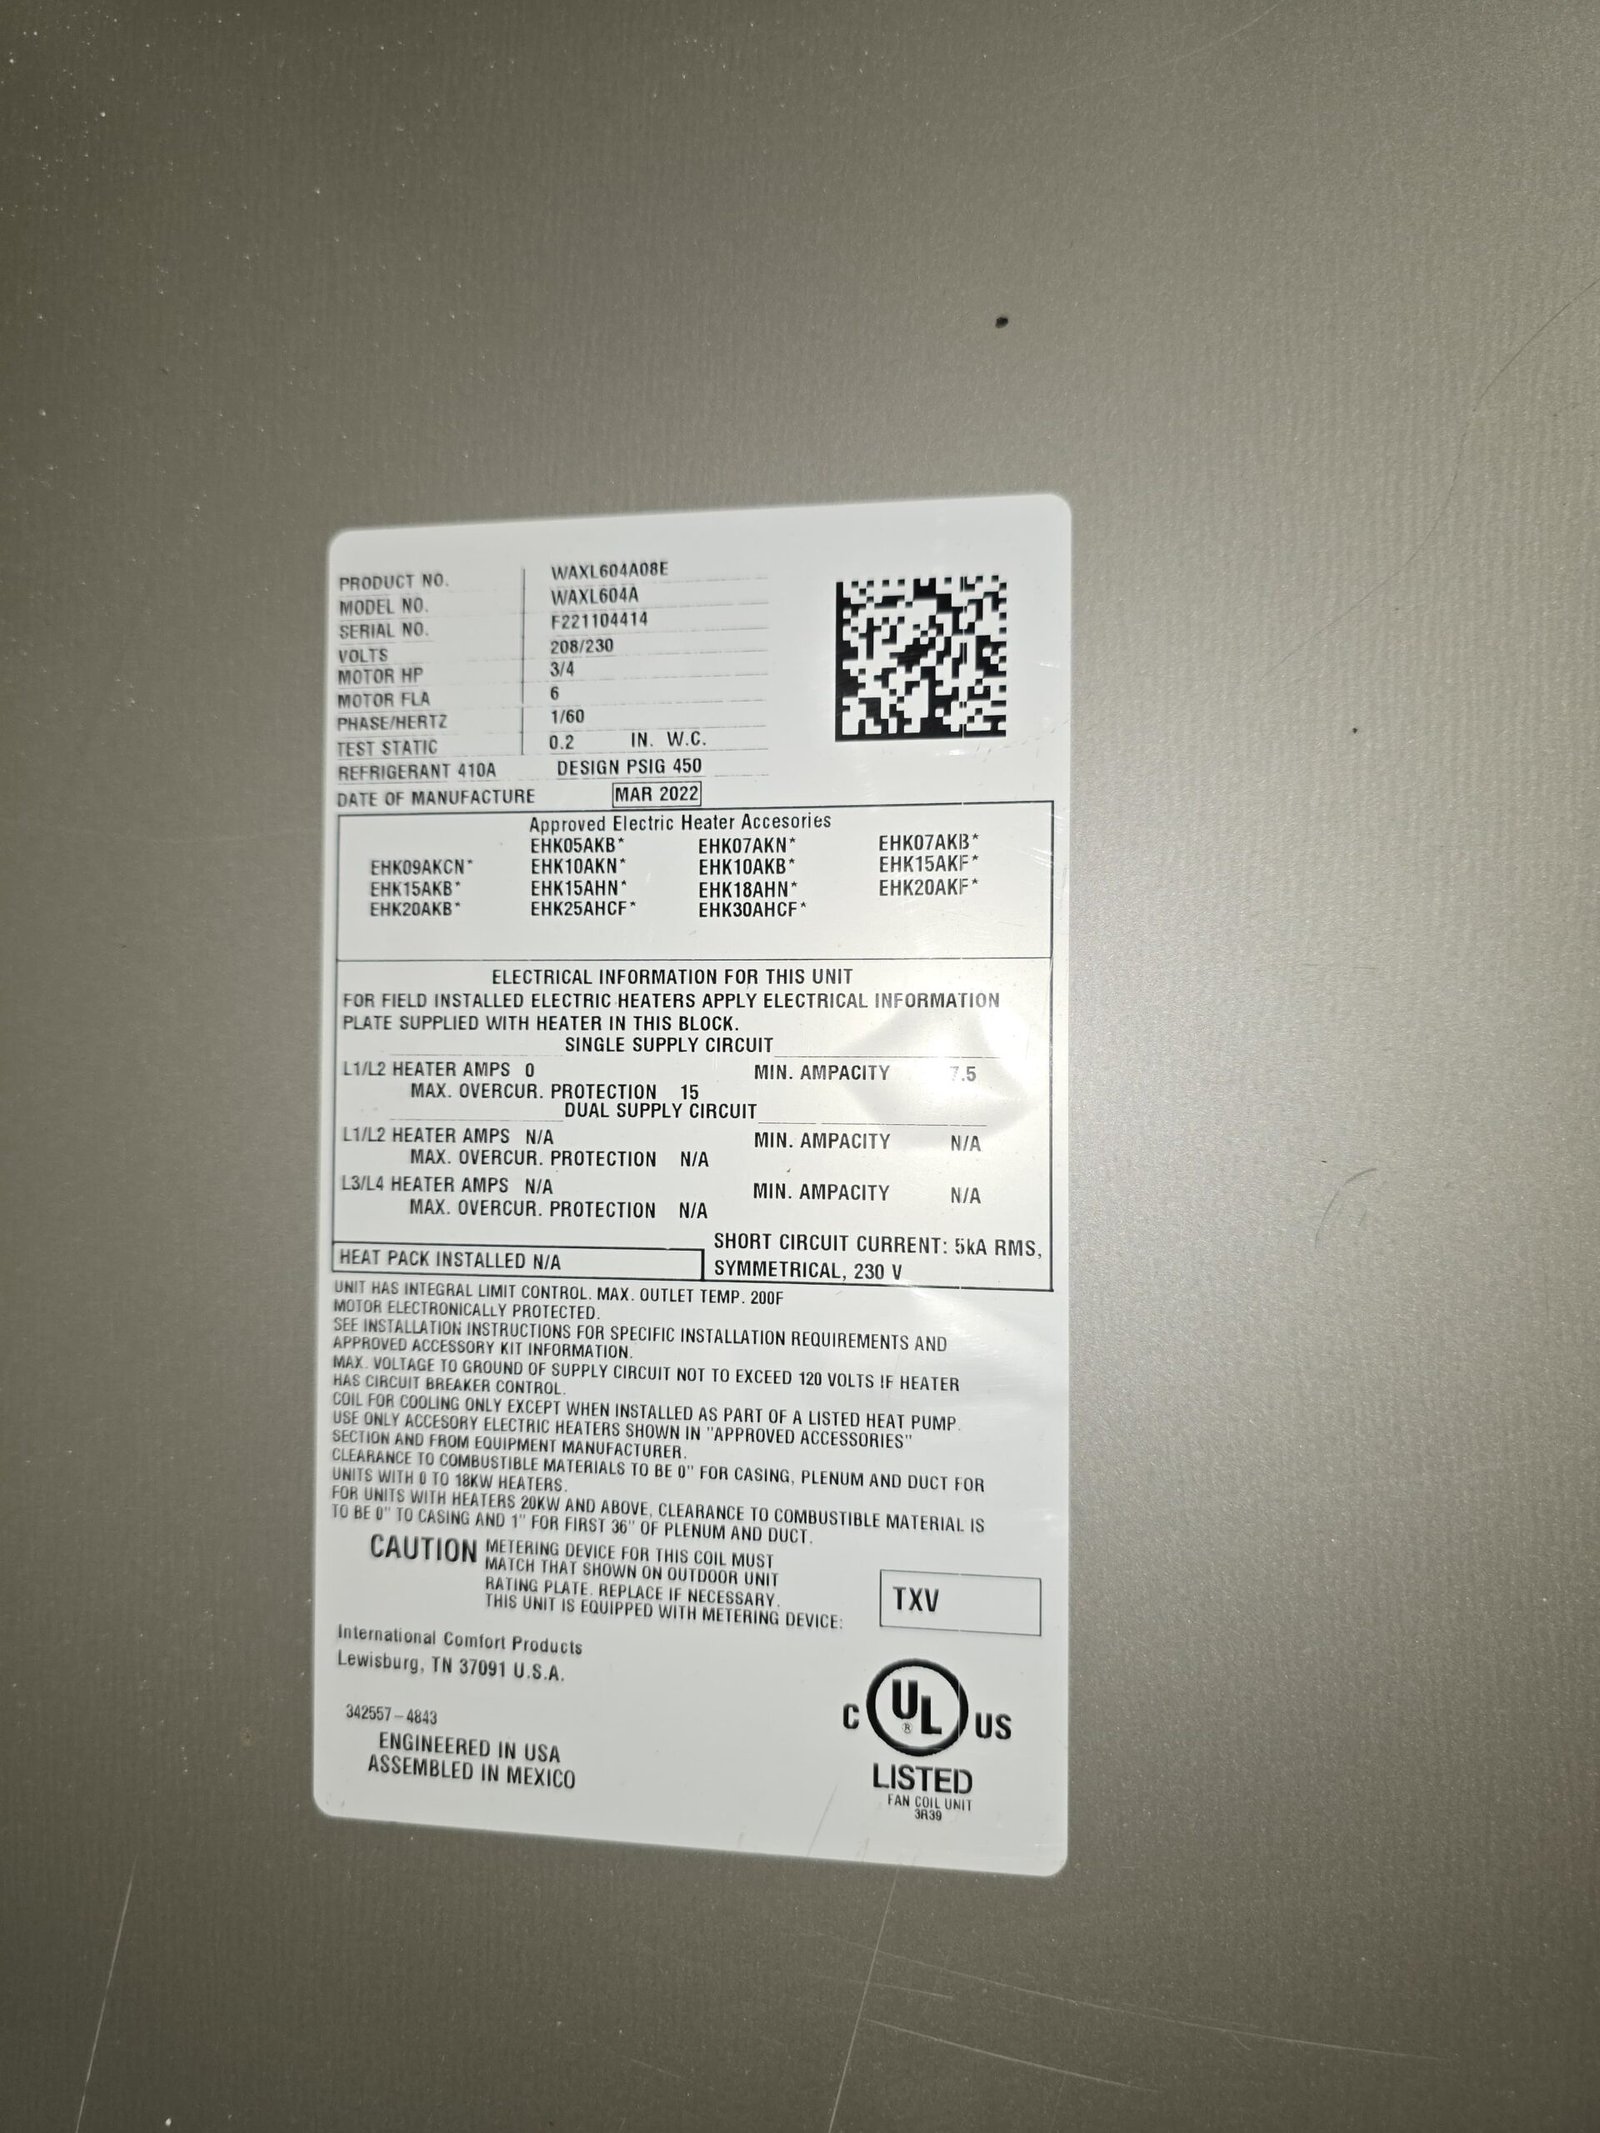 PRODUCT NO. WAXL604A08E
MODEL NO. WAXL604A
SERIAL NO. F221104414
VOLTS 208/230
MOTOR HP 3/4
MOTOR FLA 6
PHASE/HERTZ 1/60
TEST STATIC 0.2 IN. W.C.
REFRIGERANT 410A DESIGN PSIG 450
DATE OF MANUFACTURE MAR 2022
Approved Electric Heater Accesories
EHK05AKB* EHK07AKN* EHK07AKB*
EHK09AKCN* EHK10AKN* EHK10AKB* EHK15AKF*
EHK15AKB* EHK15AHN* EHK18AHN* EHK20AKF*
EHK20AKB* EHK25AHCF* EHK30AHCF*
ELECTRICAL INFORMATION FOR THIS UNIT
FOR FIELD INSTALLED ELECTRIC HEATERS APPLY ELECTRICAL INFORMATION
PLATE SUPPLIED WITH HEATER IN THIS BLOCK.
SINGLE SUPPLY CIRCUIT
L1/L2 HEATER AMPS 0 MIN. AMPACITY 7.5
MAX. OVERCUR. PROTECTION 15
DUAL SUPPLY CIRCUIT
L1/L2 HEATER AMPS N/A MIN. AMPACITY N/A
MAX. OVERCUR. PROTECTION N/A
L3/L4 HEATER AMPS N/A MIN. AMPACITY N/A
MAX. OVERCUR. PROTECTION N/A
SHORT CIRCUIT CURRENT: 5kA RMS,
SYMMETRICAL, 230 V
HEAT PACK INSTALLED N/A
UNIT HAS INTEGRAL LIMIT CONTROL. MAX. OUTLET TEMP. 200F
MOTOR ELECTRONICALLY PROTECTED.
SEE INSTALLATION INSTRUCTIONS FOR SPECIFIC INSTALLATION REQUIREMENTS AND
APPROVED ACCESSORY KIT INFORMATION.
MAX. VOLTAGE TO GROUND OF SUPPLY CIRCUIT NOT TO EXCEED 120 VOLTS IF HEATER
HAS CIRCUIT BREAKER CONTROL.
COIL FOR COOLING ONLY EXCEPT WHEN INSTALLED AS PART OF A LISTED HEAT PUMP.
USE ONLY ACCESORY ELECTRIC HEATERS SHOWN IN "APPROVED ACCESSORIES"
SECTION AND FROM EQUIPMENT MANUFACTURER.
CLEARANCE TO COMBUSTIBLE MATERIALS TO BE 0" FOR CASING, PLENUM AND DUCT FOR
UNITS WITH 0 TO 18KW HEATERS.
FOR UNITS WITH HEATERS 20KW AND ABOVE, CLEARANCE TO COMBUSTIBLE MATERIAL IS
TO BE 0" TO CASING AND 1" FOR FIRST 36" OF PLENUM AND DUCT.
CAUTION METERING DEVICE FOR THIS COIL MUST
MATCH THAT SHOWN ON OUTDOOR UNIT
RATING PLATE. REPLACE IF NECESSARY.
THIS UNIT IS EQUIPPED WITH METERING DEVICE: TXV
International Comfort Products
Lewisburg, TN 37091 U.S.A.
342557-4843
ENGINEERED IN USA
ASSEMBLED IN MEXICO
C UL® US
LISTED
FAN COIL UNIT
3R39